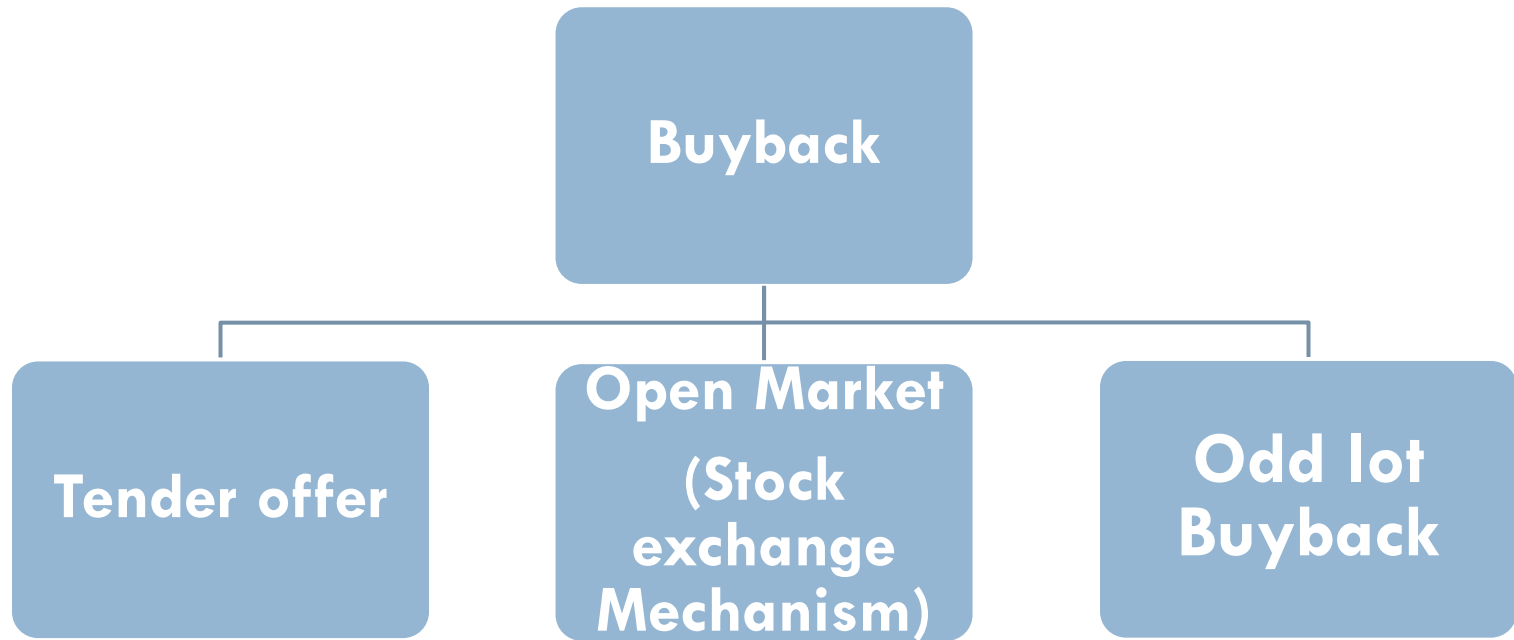 Buyback
Tender offer
Open Market
(Stock
exchange
Mechanism)
Odd lot
Buyback